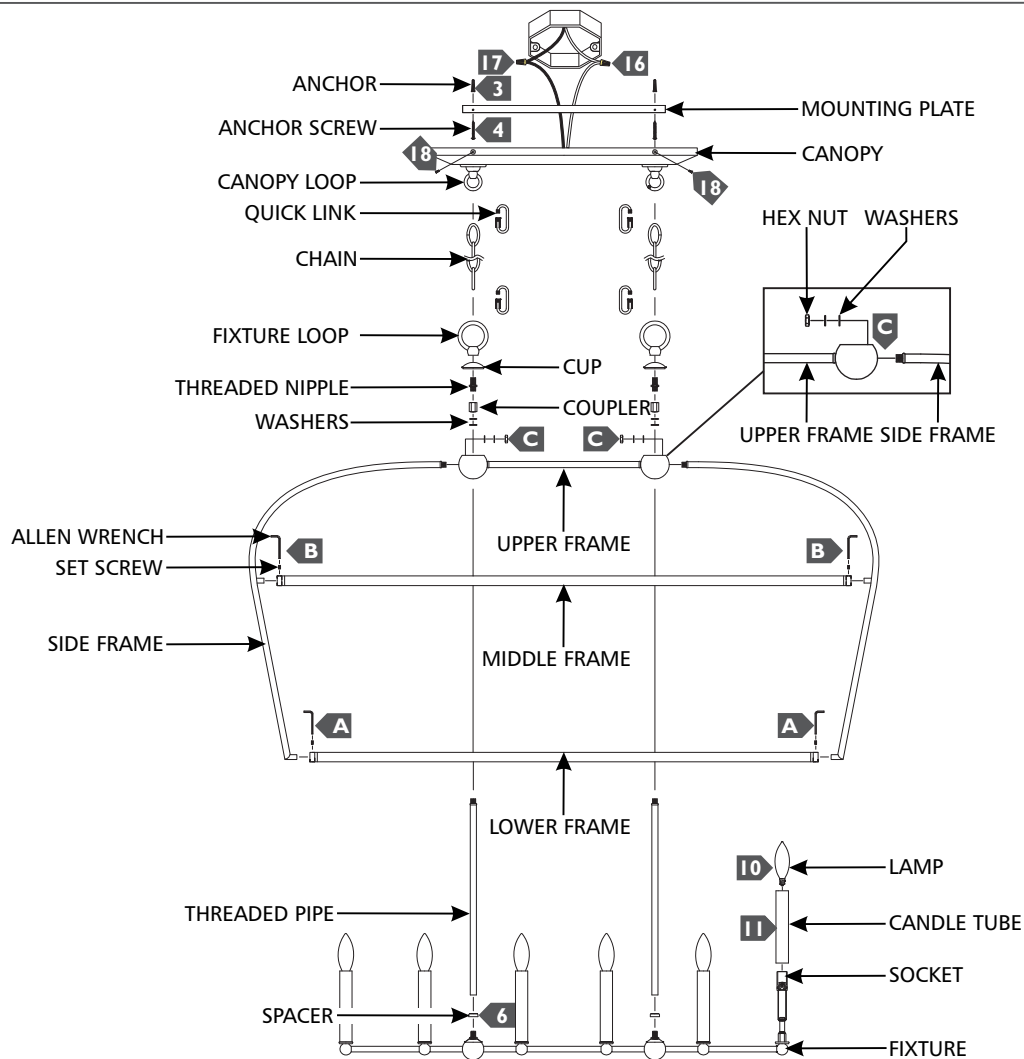 17
16
ANCHOR
3
MOUNTING PLATE
ANCHOR SCREW
4
CANOPY
18
18
CANOPY LOOP
QUICK LINK
HEX NUT WASHERS
CHAIN
C
FIXTURE LOOP
CUP
THREADED NIPPLE
COUPLER
WASHERS
UPPER FRAME SIDE FRAME
C
C
ALLEN WRENCH
B
UPPER FRAME
B
SET SCREW
SIDE FRAME
MIDDLE FRAME
A
A
LOWER FRAME
10
LAMP
THREADED PIPE
11
CANDLE TUBE
SOCKET
SPACER
6
FIXTURE